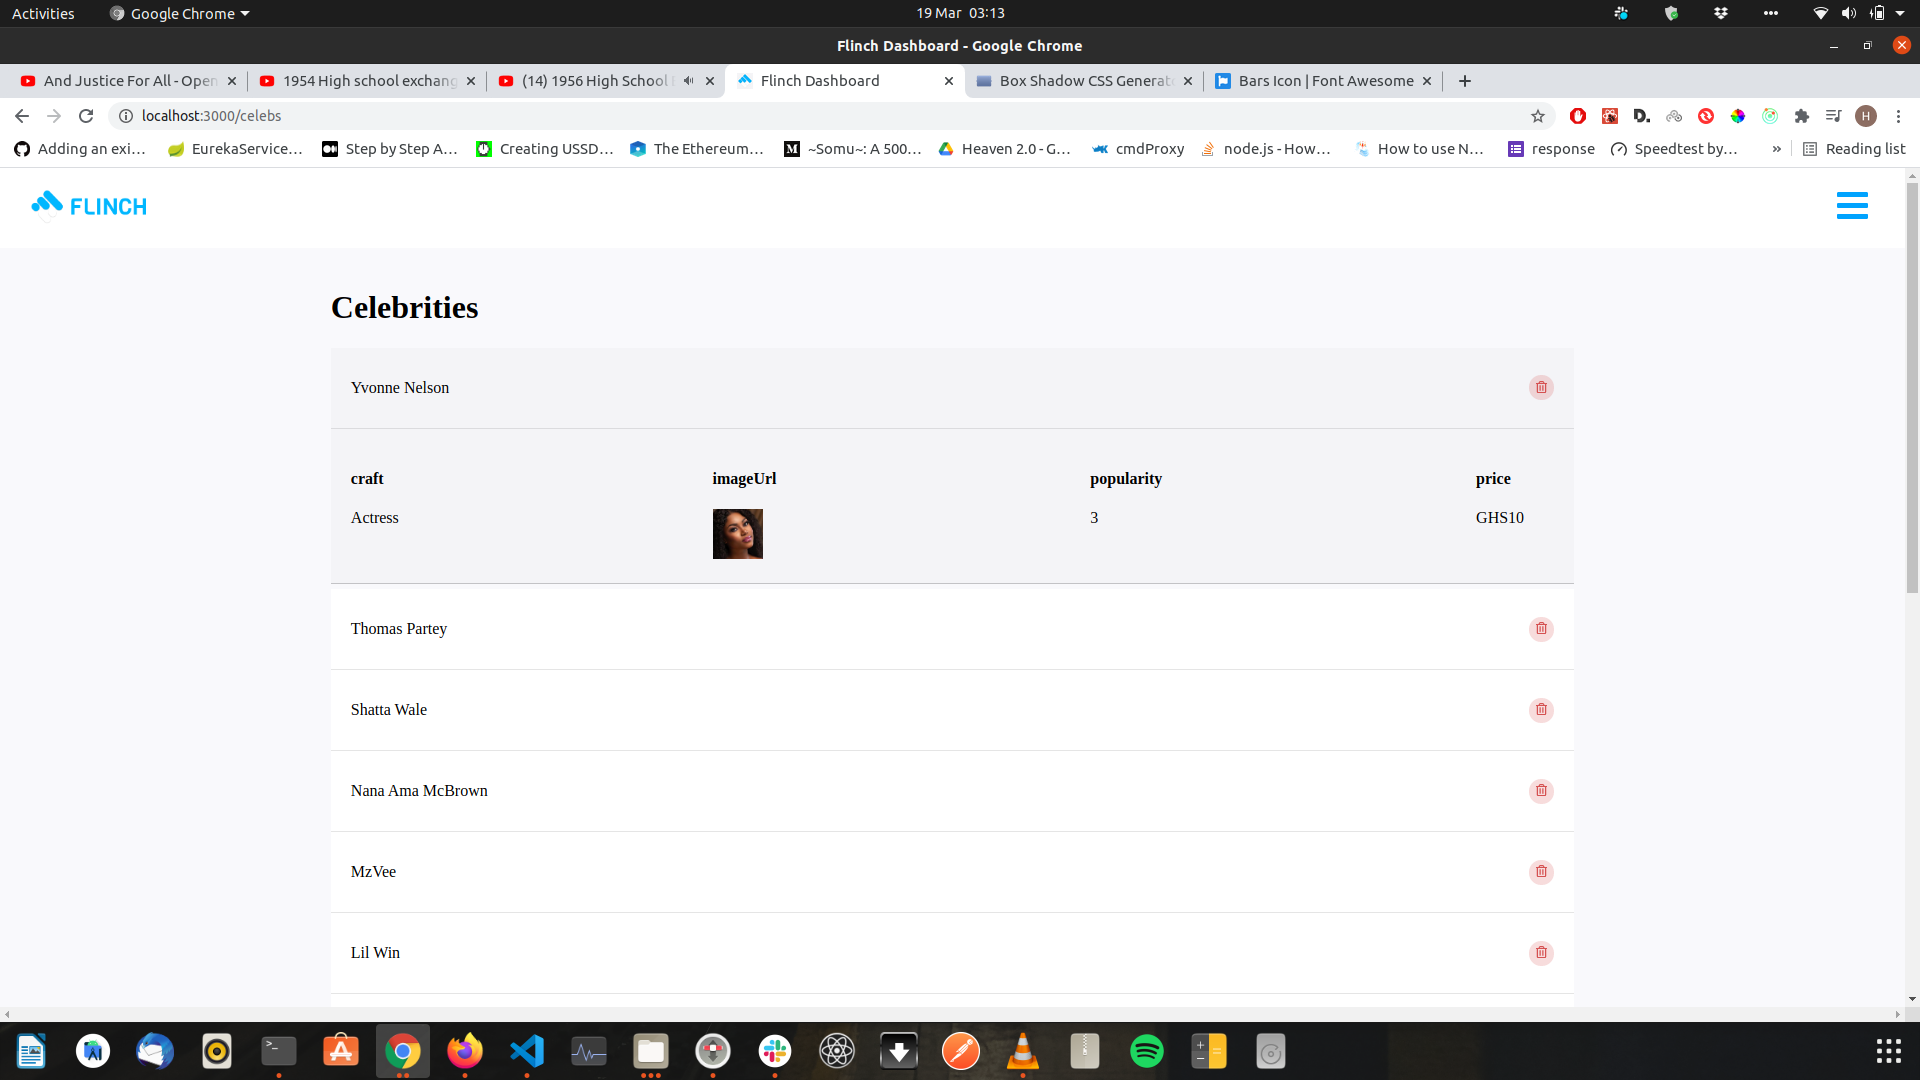 Activities Google Chrome 19 Mar 03:13
Flinch Dashboard - Google Chrome
And Justice For All - Open 1954 High school exchang (14) 1956 High School Flinch Dashboard Box Shadow CSS Generat Bars Icon | Font Awesome
localhost:3000/celebs H
Adding an exi… EurekaService… Step by Step A… Creating USSD… The Ethereum… ~Somu~: A 500… Heaven 2.0 - G… cmdProxy node.js - How… How to use N… response Speedtest by… » Reading list
FLINCH
Celebrities
Yvonne Nelson
craft imageUrl popularity price
Actress 3 GHS10
Thomas Partey
Shatta Wale
Nana Ama McBrown
MzVee
Lil Win